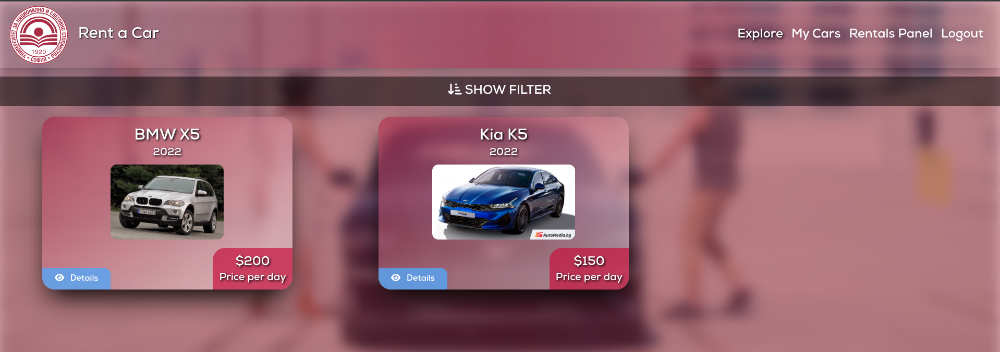 УНИВЕРСИТЕТ ЗА НАЦИОНАЛНО И СВЕТОВНО СТОПАНСТВО
1920
• СОФИЯ •
Rent a Car
Explore My Cars Rentals Panel Logout
SHOW FILTER
BMW X5
2022
$200
Price per day
Details
Kia K5
2022
K5
AutoMedia.bg
$150
Price per day
Details